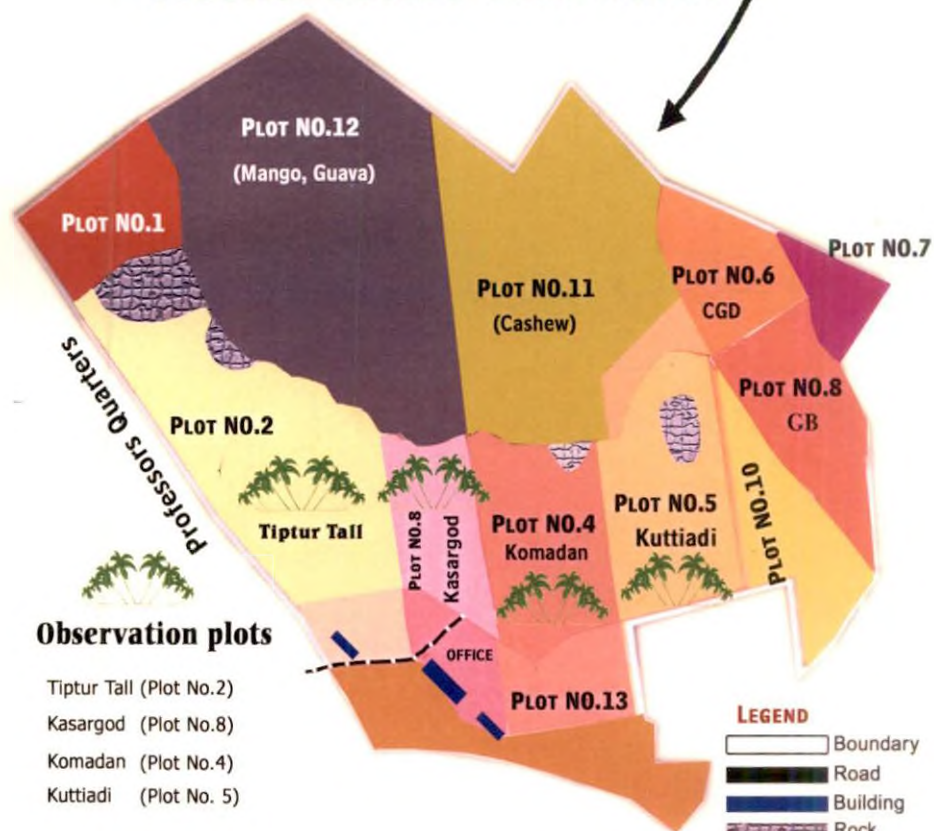 PLOT NO.12
(Mango, Guava)
PLOT NO.1
PLOT NO.7
PLOT NO.6
CGD
PLOT NO.11
(Cashew)
PLOT NO.8
GB
PLOT NO.2
Professors Quarters
Tiptur Tall
PLOT NO.8
Kasargod
PLOT NO.4
Komadan
PLOT NO.5
Kuttiadi
PLOT NO.10
Observation plots
OFFICE
PLOT NO.13
Tiptur Tall (Plot No.2)
Kasargod (Plot No.8)
Komadan (Plot No.4)
Kuttiadi (Plot No. 5)
LEGEND
Boundary
Road
Building
Rock